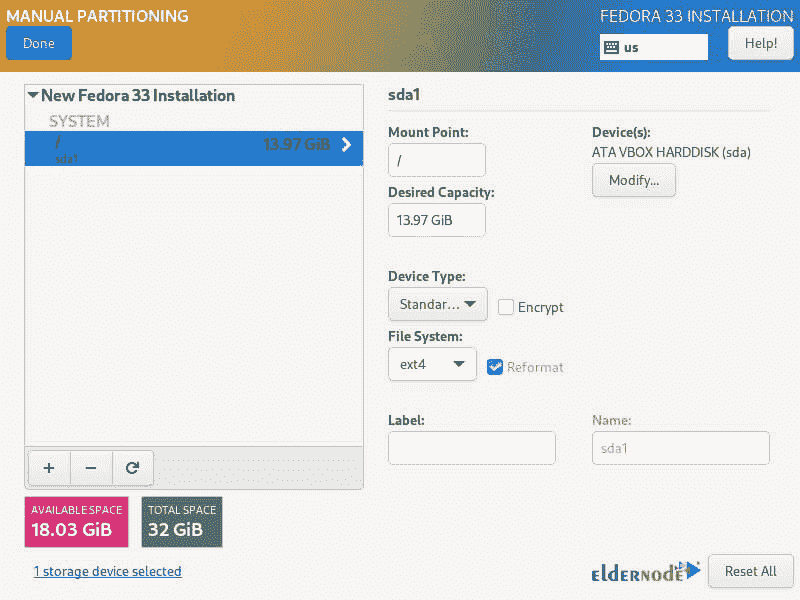 MANUAL PARTITIONING
FEDORA 33 INSTALLATION
Done
us
Help!
New Fedora 33 Installation
SYSTEM
/
13.97 GiB
sda1
sda1
Mount Point:
/
Desired Capacity:
13.97 GiB
Device(s):
ATA VBOX HARDDISK (sda)
Modify...
Device Type:
Standar...
Encrypt
File System:
ext4
Reformat
Label:
Name:
sda1
+ −
AVAILABLE SPACE
18.03 GiB
TOTAL SPACE
32 GiB
1 storage device selected
ELDERNODE
Reset All